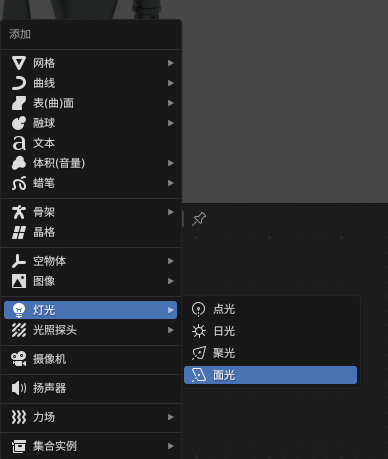 添加
网格
曲线
表(曲)面
融球
文本
体积(音量)
蜡笔
骨架
晶格
空物体
图像
灯光
点光
光照探头
日光
聚光
摄像机
面光
扬声器
力场
集合实例